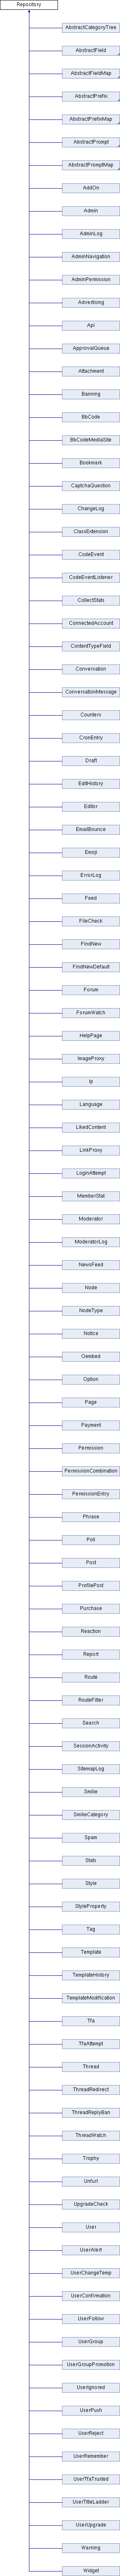 Repository
AbstractCategoryTree
AbstractField
AbstractFieldMap
AbstractPrefix
AbstractPrefixMap
AbstractPrompt
AbstractPromptMap
AddOn
Admin
AdminLog
AdminNavigation
AdminPermission
Advertising
Api
ApprovalQueue
Attachment
Banning
BbCode
BbCodeMediaSite
Bookmark
CaptchaQuestion
ChangeLog
ClassExtension
CodeEvent
CodeEventListener
CollectStats
ConnectedAccount
ContentTypeField
Conversation
ConversationMessage
Counters
CronEntry
Draft
EditHistory
Editor
EmailBounce
Emoji
ErrorLog
Feed
FileCheck
FindNew
FindNewDefault
Forum
ForumWatch
HelpPage
ImageProxy
Ip
Language
LikedContent
LinkProxy
LoginAttempt
MemberStat
Moderator
ModeratorLog
NewsFeed
Node
NodeType
Notice
Oembed
Option
Page
Payment
Permission
PermissionCombination
PermissionEntry
Phrase
Poll
Post
ProfilePost
Purchase
Reaction
Report
Route
RouteFilter
Search
SessionActivity
SitemapLog
Smilie
SmilieCategory
Spam
Stats
Style
StyleProperty
Tag
Template
TemplateHistory
TemplateModification
Tfa
TfaAttempt
Thread
ThreadRedirect
ThreadReplyBan
ThreadWatch
Trophy
Unfurl
UpgradeCheck
User
UserAlert
UserChangeTemp
UserConfirmation
UserFollow
UserGroup
UserGroupPromotion
UserIgnored
UserPush
UserReject
UserRemember
UserTfaTrusted
UserTitleLadder
UserUpgrade
Warning
Widget